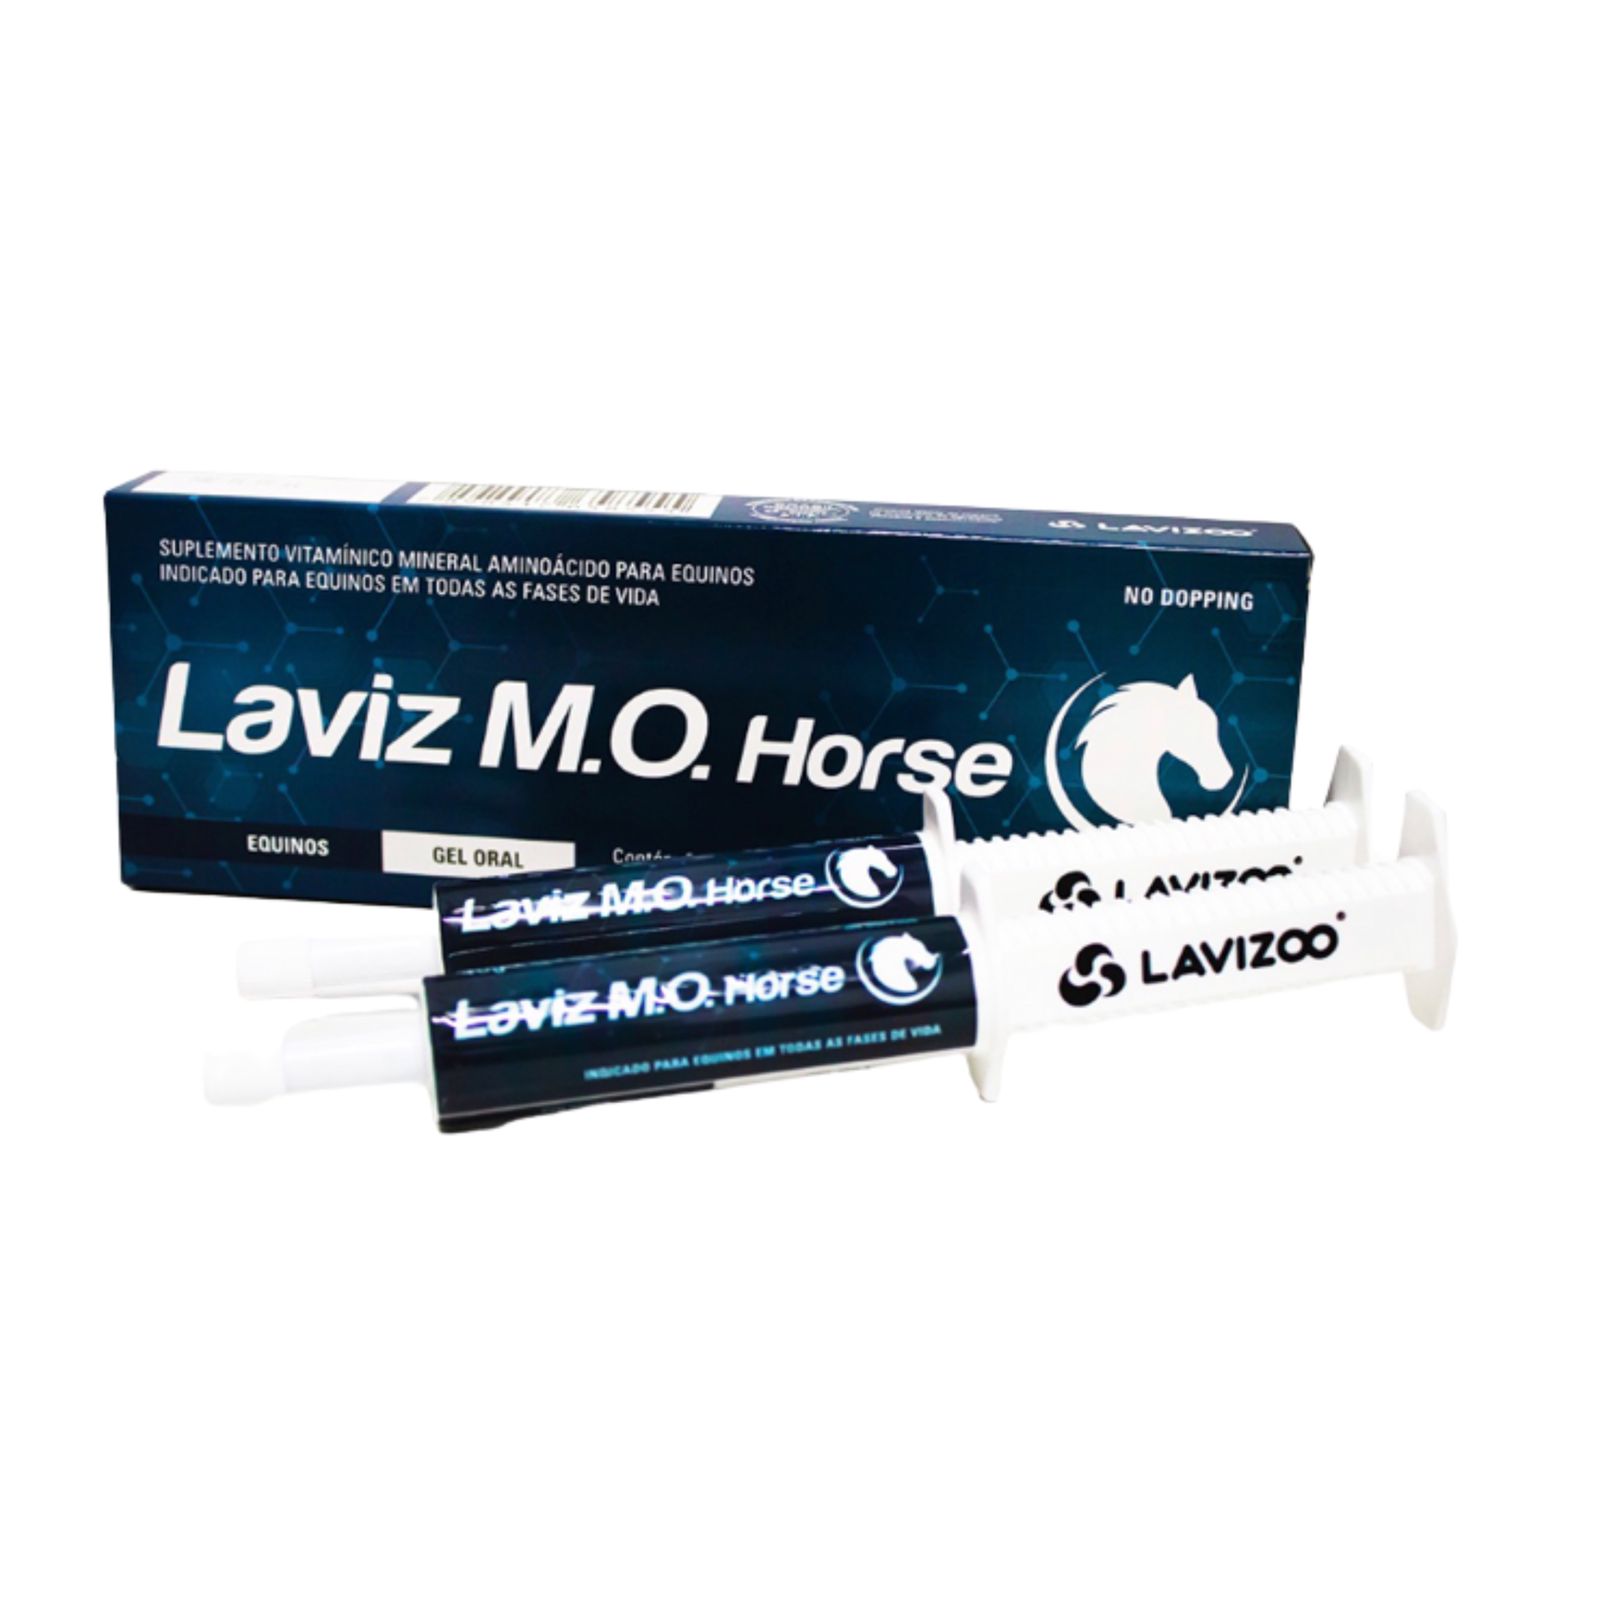 LAVIZOO
SUPLEMENTO VITAMÍNICO MINERAL AMINOÁCIDO PARA EQUINOS
INDICADO PARA EQUINOS EM TODAS AS FASES DE VIDA
NO DOPPING
Laviz M.O. Horse
EQUINOS
GEL ORAL
Laviz M.O. Horse
LAVIZOO
Laviz M.O. Horse
LAVIZOO
INDICADO PARA EQUINOS EM TODAS AS FASES DE VIDA